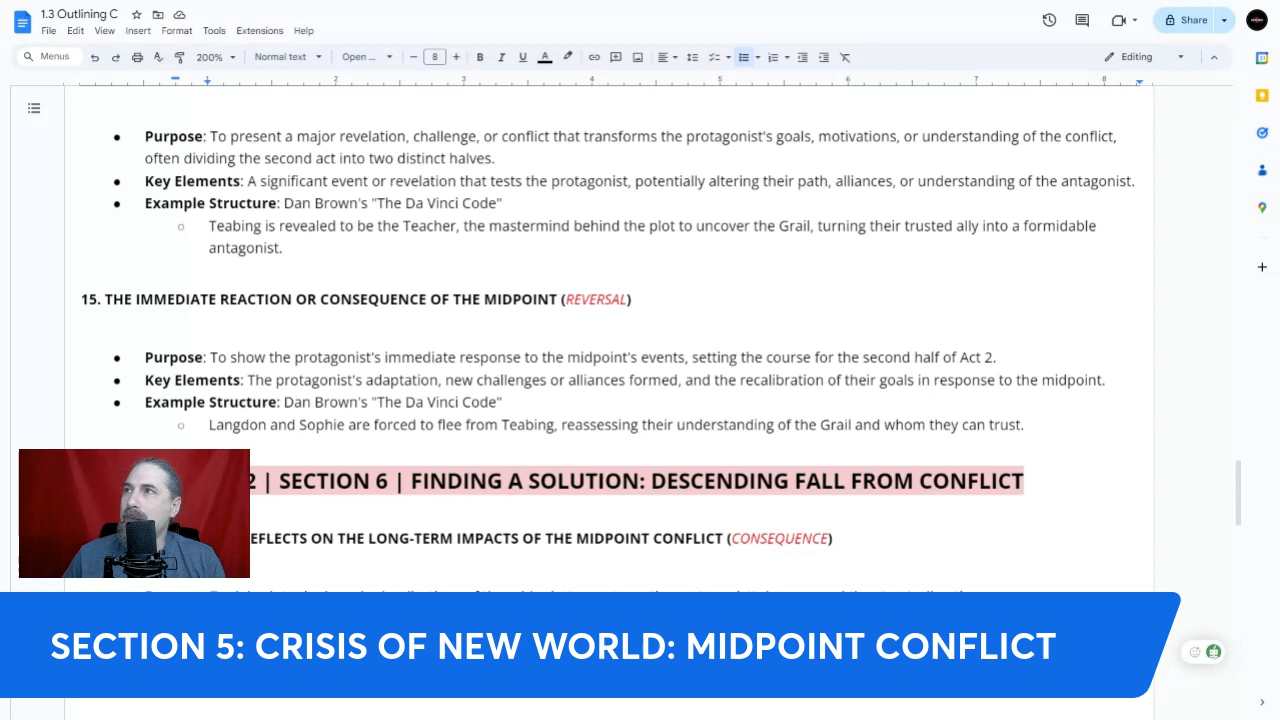 1.3 Outlining C
File Edit View Insert Format Tools Extensions Help
Share
Menus
200%
Normal text
Open ...
8
Editing
2 3 4 5 6 7 8
Purpose: To present a major revelation, challenge, or conflict that transforms the protagonist's goals, motivations, or understanding of the conflict,
often dividing the second act into two distinct halves.
Key Elements: A significant event or revelation that tests the protagonist, potentially altering their path, alliances, or understanding of the antagonist.
Example Structure: Dan Brown's "The Da Vinci Code"
Teabing is revealed to be the Teacher, the mastermind behind the plot to uncover the Grail, turning their trusted ally into a formidable
antagonist.
15. THE IMMEDIATE REACTION OR CONSEQUENCE OF THE MIDPOINT (REVERSAL)
Purpose: To show the protagonist's immediate response to the midpoint's events, setting the course for the second half of Act 2.
Key Elements: The protagonist's adaptation, new challenges or alliances formed, and the recalibration of their goals in response to the midpoint.
Example Structure: Dan Brown's "The Da Vinci Code"
Langdon and Sophie are forced to flee from Teabing, reassessing their understanding of the Grail and whom they can trust.
2 | SECTION 6 | FINDING A SOLUTION: DESCENDING FALL FROM CONFLICT
EFLECTS ON THE LONG-TERM IMPACTS OF THE MIDPOINT CONFLICT (CONSEQUENCE)
SECTION 5: CRISIS OF NEW WORLD: MIDPOINT CONFLICT